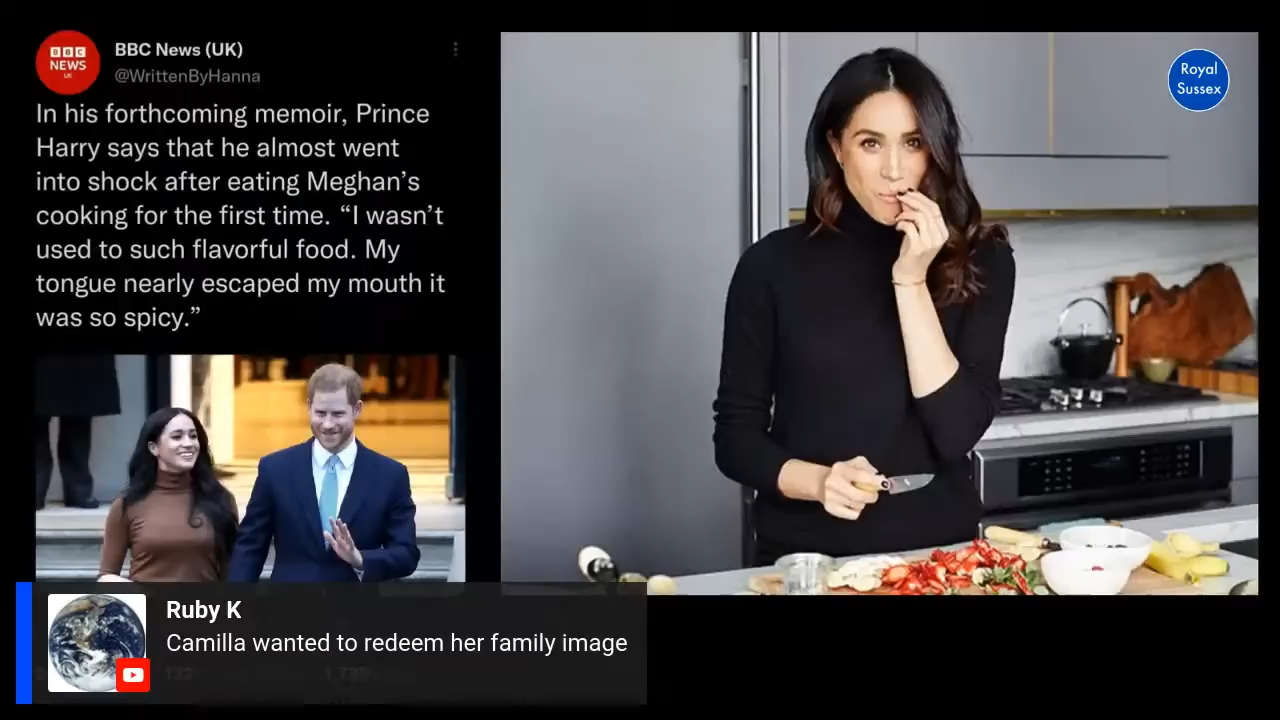 BBC
NEWS
UK
BBC News (UK)
@WrittenByHanna
In his forthcoming memoir, Prince
Harry says that he almost went
into shock after eating Meghan’s
cooking for the first time. “I wasn’t
used to such flavorful food. My
tongue nearly escaped my mouth it
was so spicy.”
Royal
Sussex
Ruby K
Camilla wanted to redeem her family image